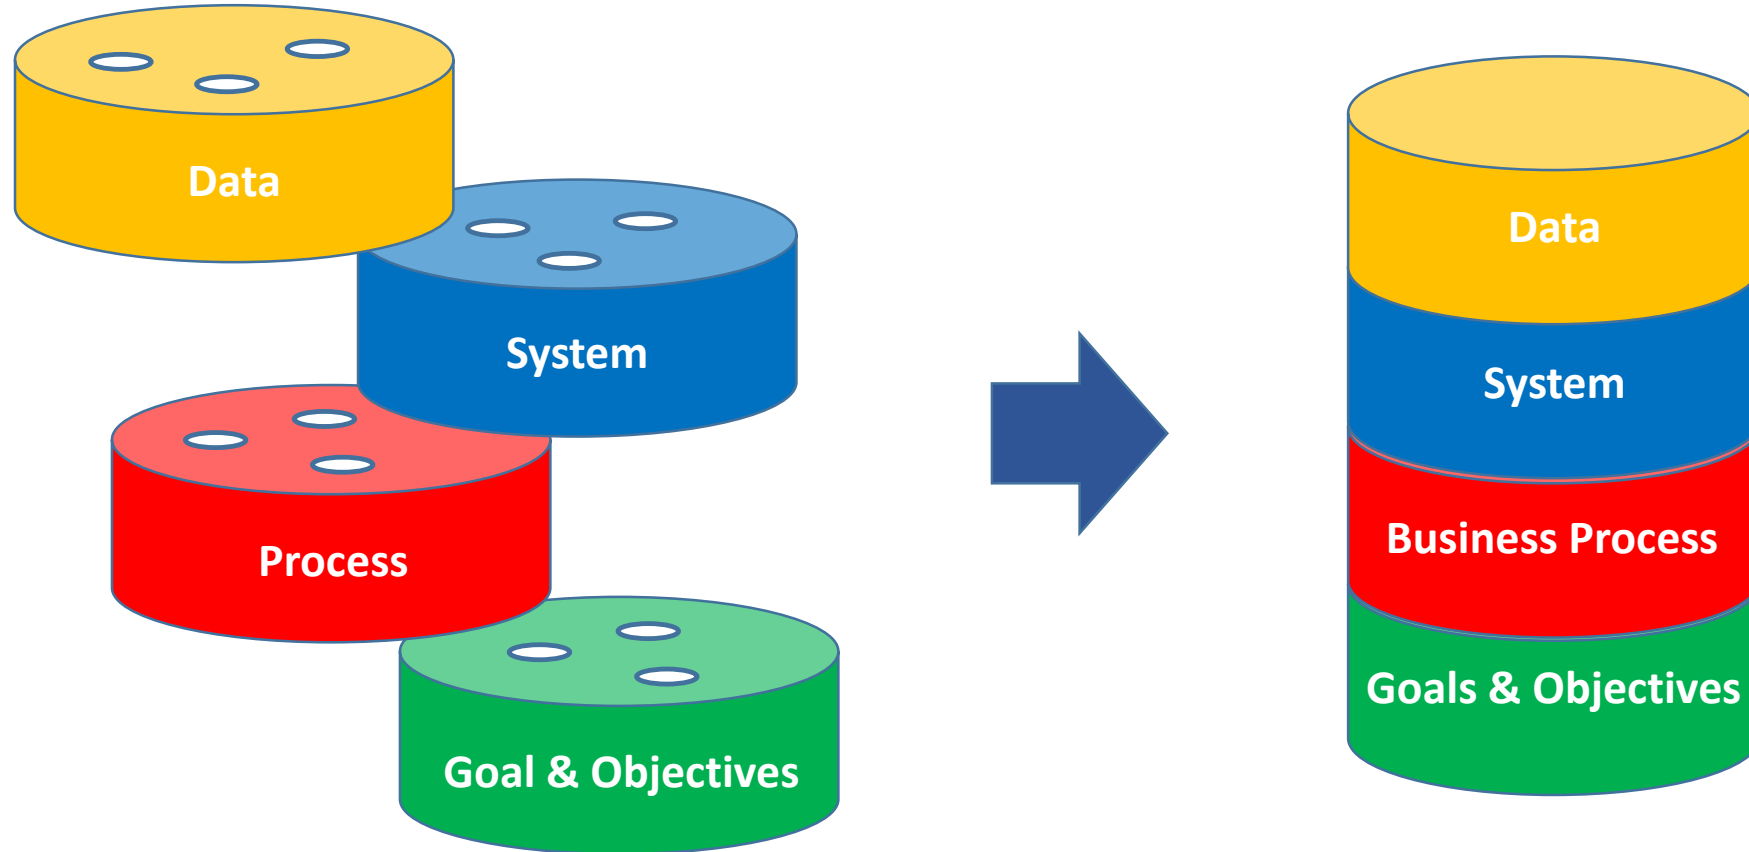 Data
System
Process
Goal & Objectives
Data
System
Business Process
Goals & Objectives